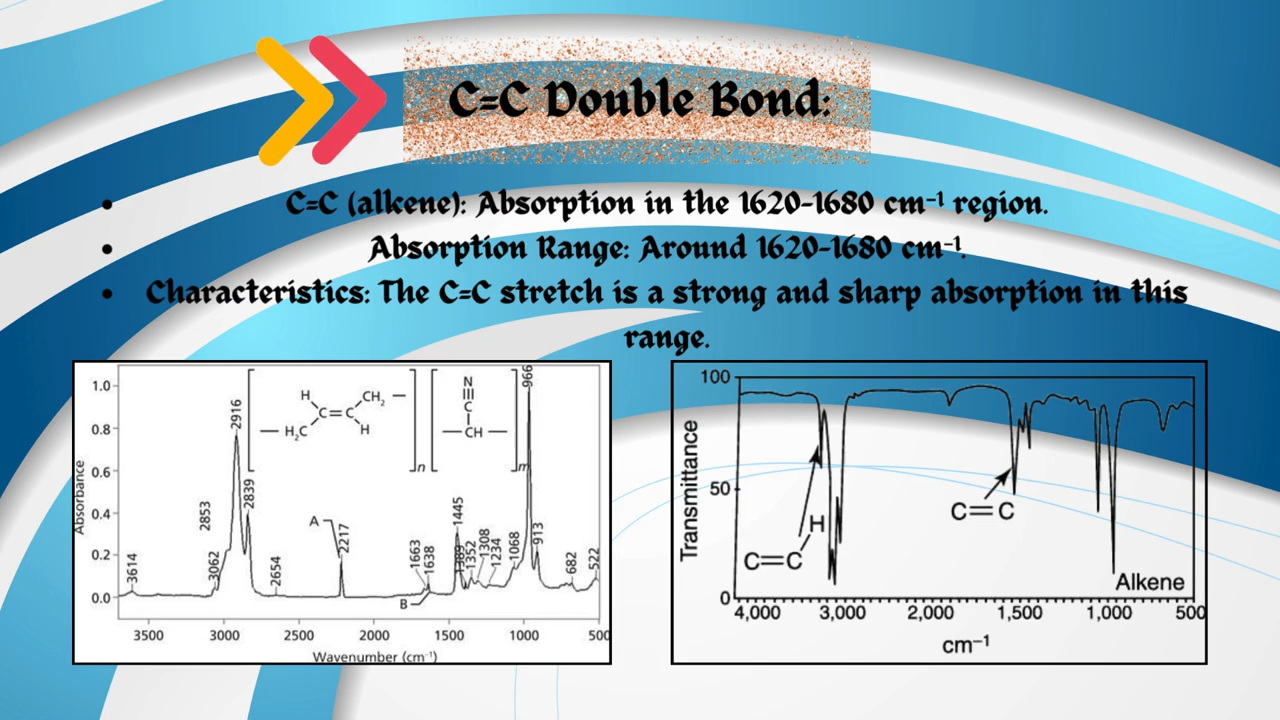 C=C Double Bond:
• C=C (alkene): Absorption in the 1620-1680 cm⁻¹ region.
• Absorption Range: Around 1620-1680 cm⁻¹.
• Characteristics: The C=C stretch is a strong and sharp absorption in this
range.
Absorbance
1.0
0.8
0.6
0.4
0.2
0.0
3614
3062
2853
2916
2839
2654
A
2217
1663
1638
B
1445
1389
1352
1308
1234
1068
966
913
682
522
H
CH₂
C=C
H₂C
H
n
N
C
CH
m
3500 3000 2500 2000 1500 1000 500
Wavenumber (cm⁻¹)
Transmittance
100
50
0
H
C=C
C=C
Alkene
4,000 3,000 2,000 1,500 1,000 500
cm⁻¹